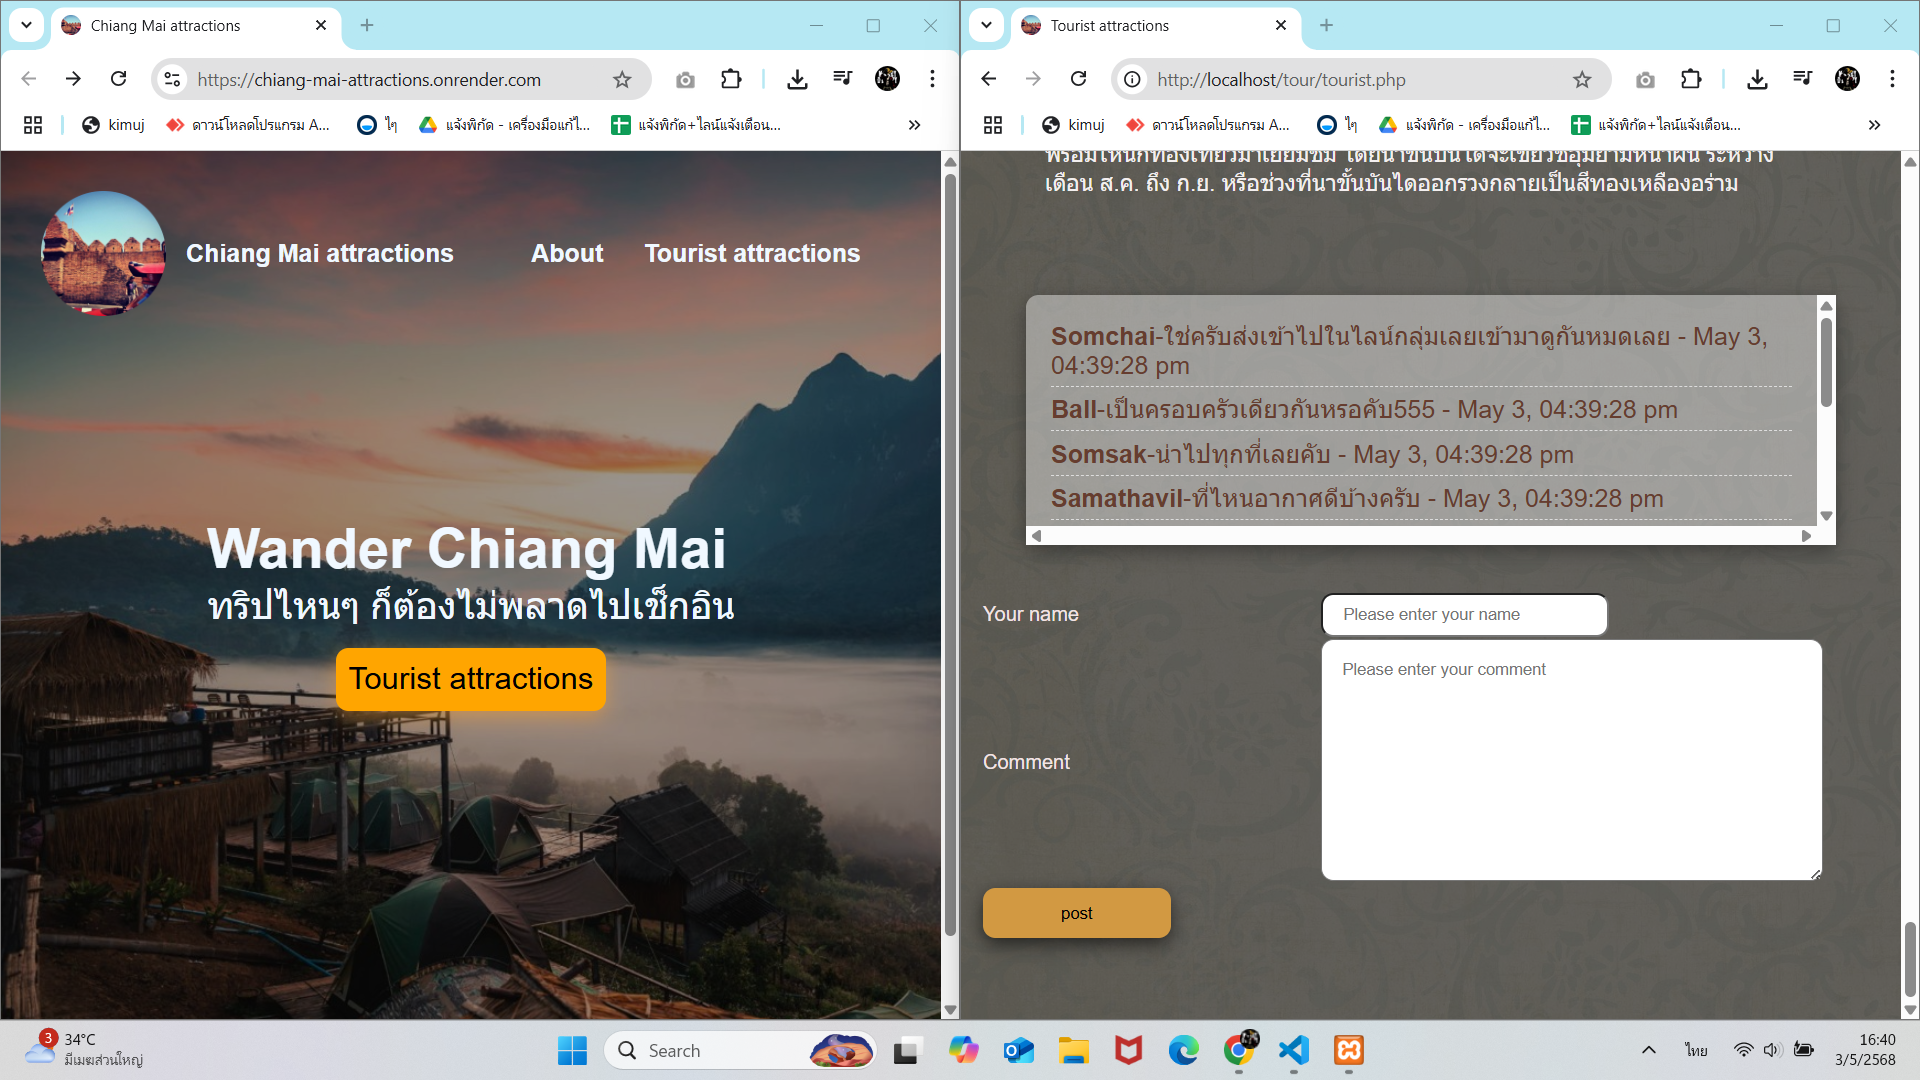 Chiang Mai attractions
https://chiang-mai-attractions.onrender.com
kimuj
ดาวน์โหลดโปรแกรม A...
ๆ
แจ้งพิกัด - เครื่องมือแก้ไ...
แจ้งพิกัด+ไลน์แจ้งเตือน...
Chiang Mai attractions
About
Tourist attractions
Wander Chiang Mai
ทริปไหนๆ ก็ต้องไม่พลาดไปเช็กอิน
Tourist attractions
Tourist attractions
http://localhost/tour/tourist.php
kimuj
ดาวน์โหลดโปรแกรม A...
ๆ
แจ้งพิกัด - เครื่องมือแก้ไ...
แจ้งพิกัด+ไลน์แจ้งเตือน...
เดือน ส.ค. ถึง ก.ย. หรือช่วงที่นาขั้นบันไดออกรวงกลายเป็นสีทองเหลืองอร่าม
Somchai-ใช่ครับส่งเข้าไปในไลน์กลุ่มเลยเข้ามาดูกันหมดเลย - May 3,
04:39:28 pm
Ball-เป็นครอบครัวเดียวกันหรอคับ555 - May 3, 04:39:28 pm
Somsak-น่าไปทุกที่เลยคับ - May 3, 04:39:28 pm
Samathavil-ที่ไหนอากาศดีบ้างครับ - May 3, 04:39:28 pm
Your name
Please enter your name
Please enter your comment
Comment
post
3
34°C
มีเมฆส่วนใหญ่
Search
ไทย
16:40
3/5/2568